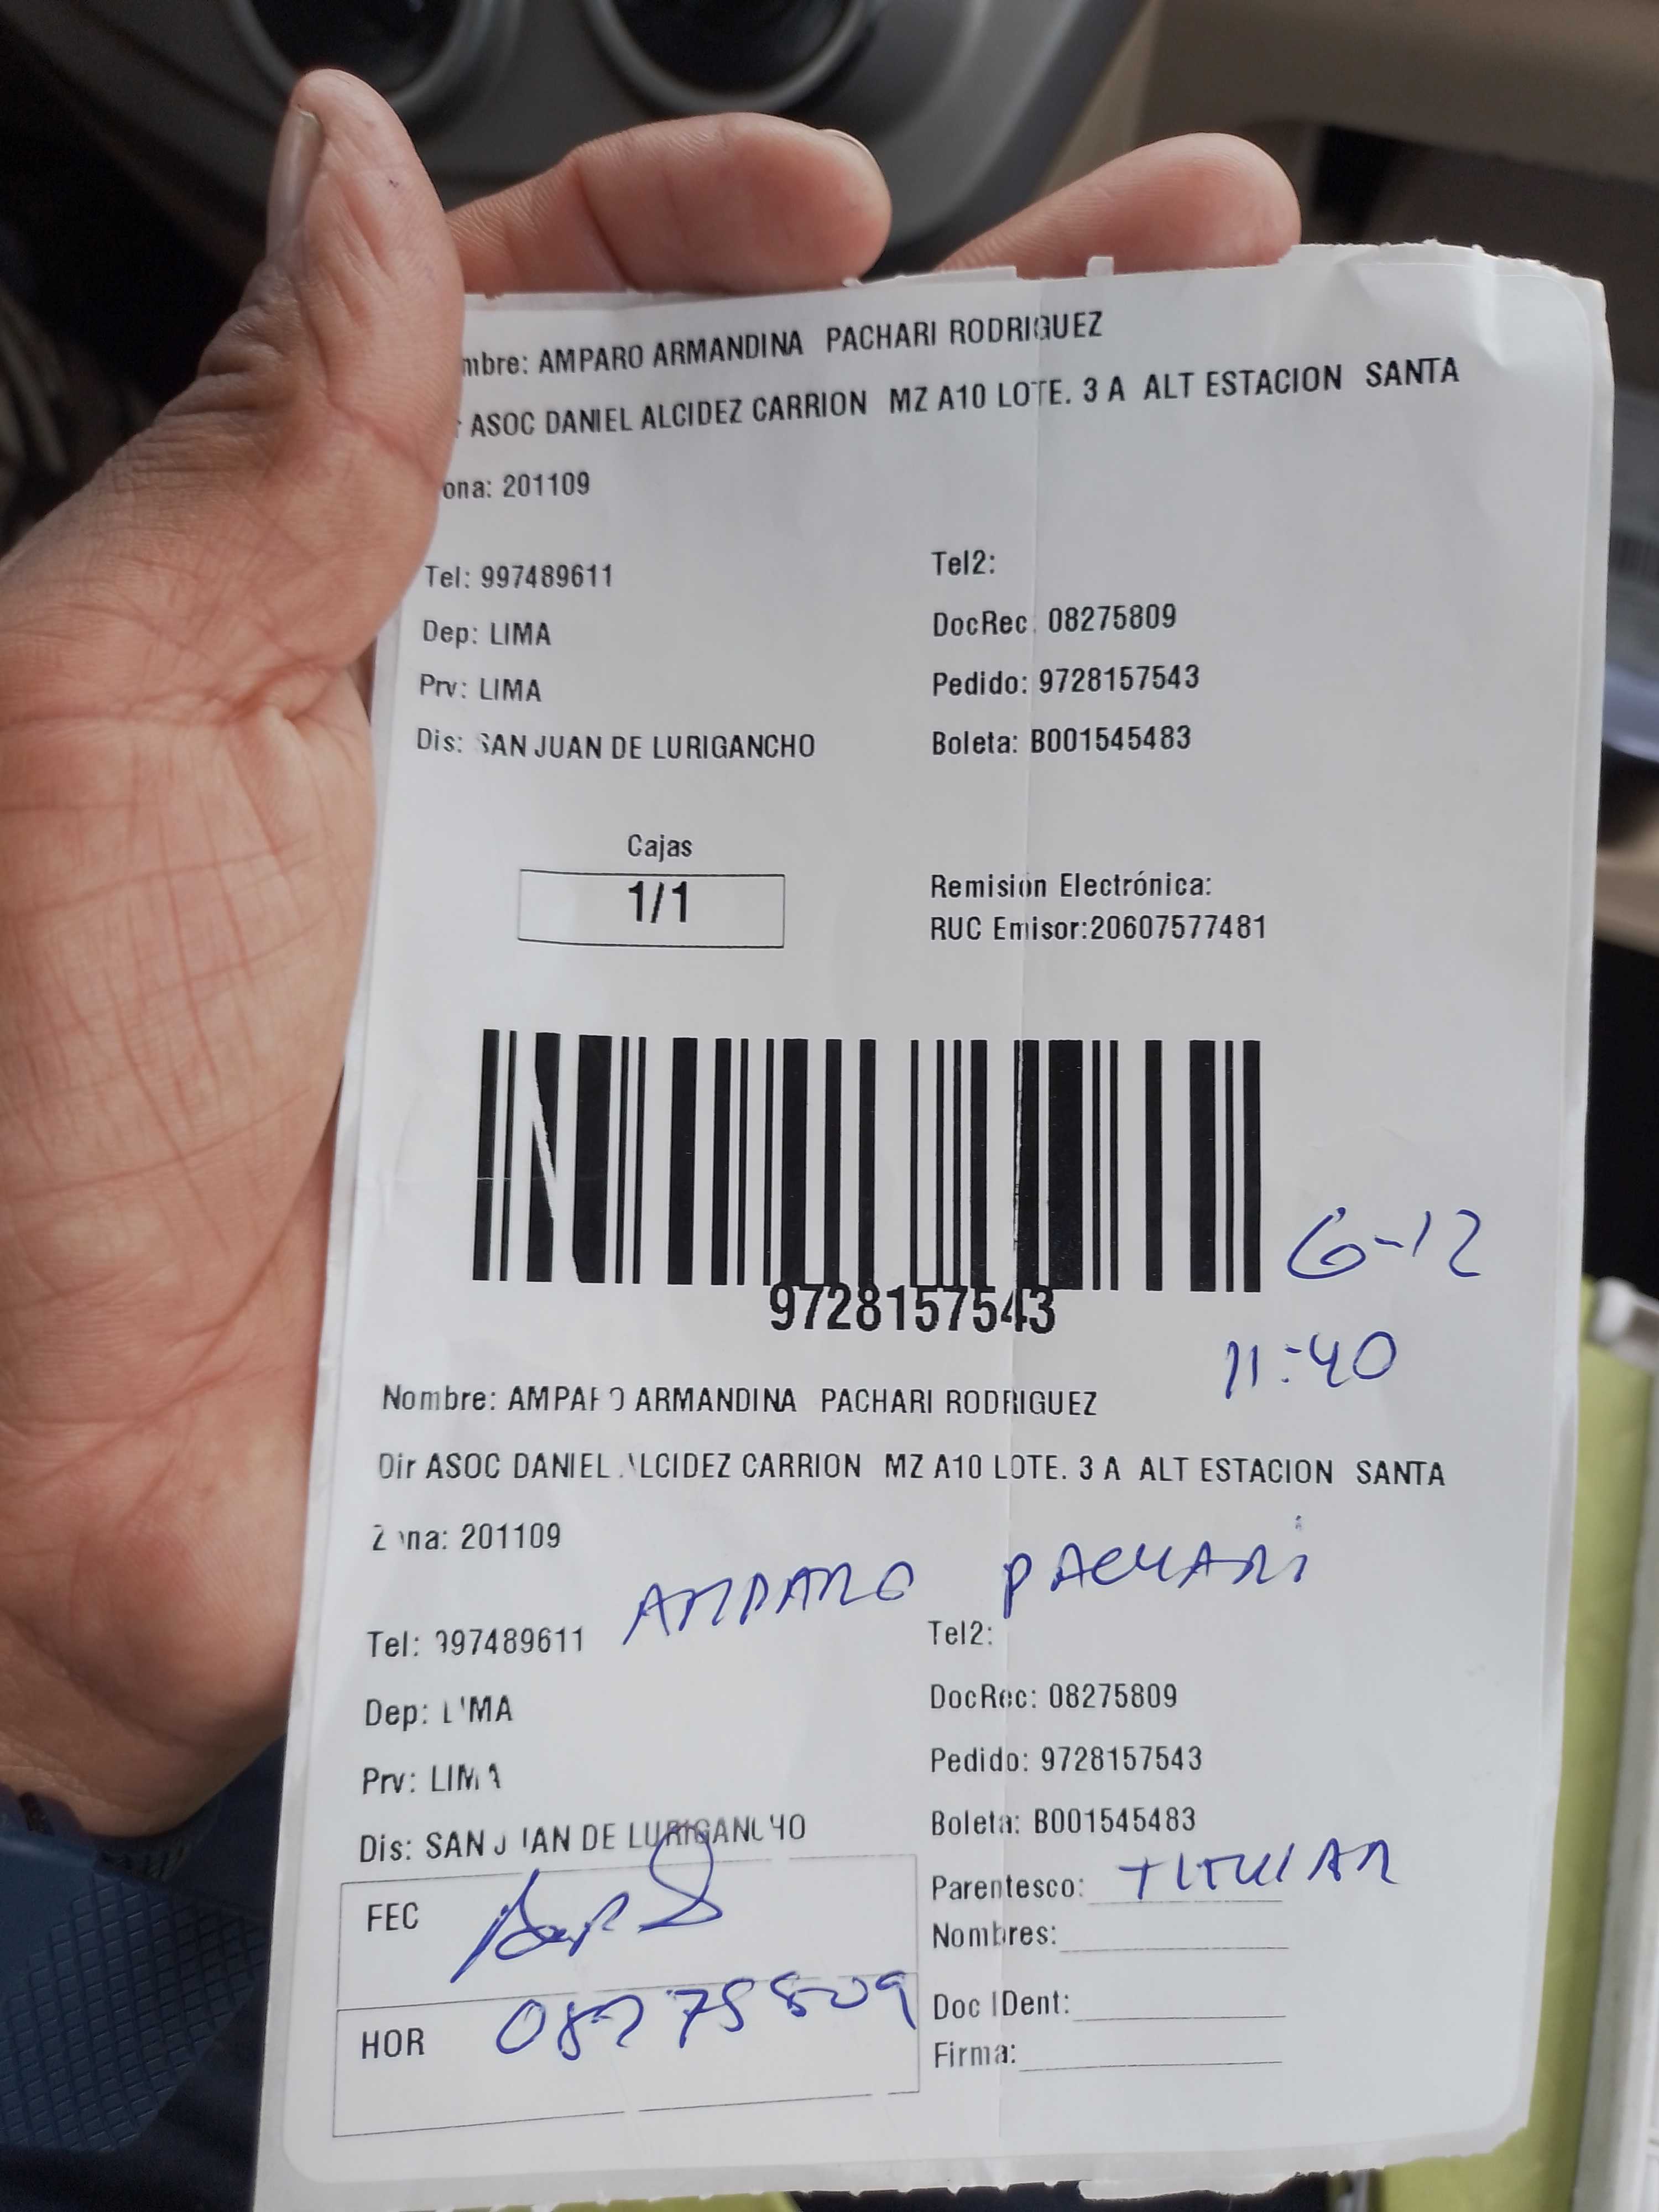 mbre: AMPARO ARMANDINA PACHARI RODRIGUEZ
ASOC DANIEL ALCIDEZ CARRION MZ A10 LOTE. 3 A ALT ESTACION SANTA
ona: 201109
Tel: 997489611 Tel2:
Dep: LIMA DocRec: 08275809
Prv: LIMA Pedido: 9728157543
Dis: SAN JUAN DE LURIGANCHO Boleta: B001545483
Cajas
1/1
Remisión Electrónica:
RUC Emisor:20607577481
6-12
9728157543
11:40
Nombre: AMPARO ARMANDINA PACHARI RODRIGUEZ
Dir ASOC DANIEL ALCIDEZ CARRION MZ A10 LOTE. 3 A ALT ESTACION SANTA
Zona: 201109
AMPARO PACHARI
Tel: 997489611 Tel2:
Dep: LIMA DocRec: 08275809
Prv: LIMA Pedido: 9728157543
Dis: SAN JUAN DE LURIGANCHO Boleta: B001545483
Parentesco: TITULAR
FEC
Nombres:
08275809
HOR
Doc IDent:
Firma: